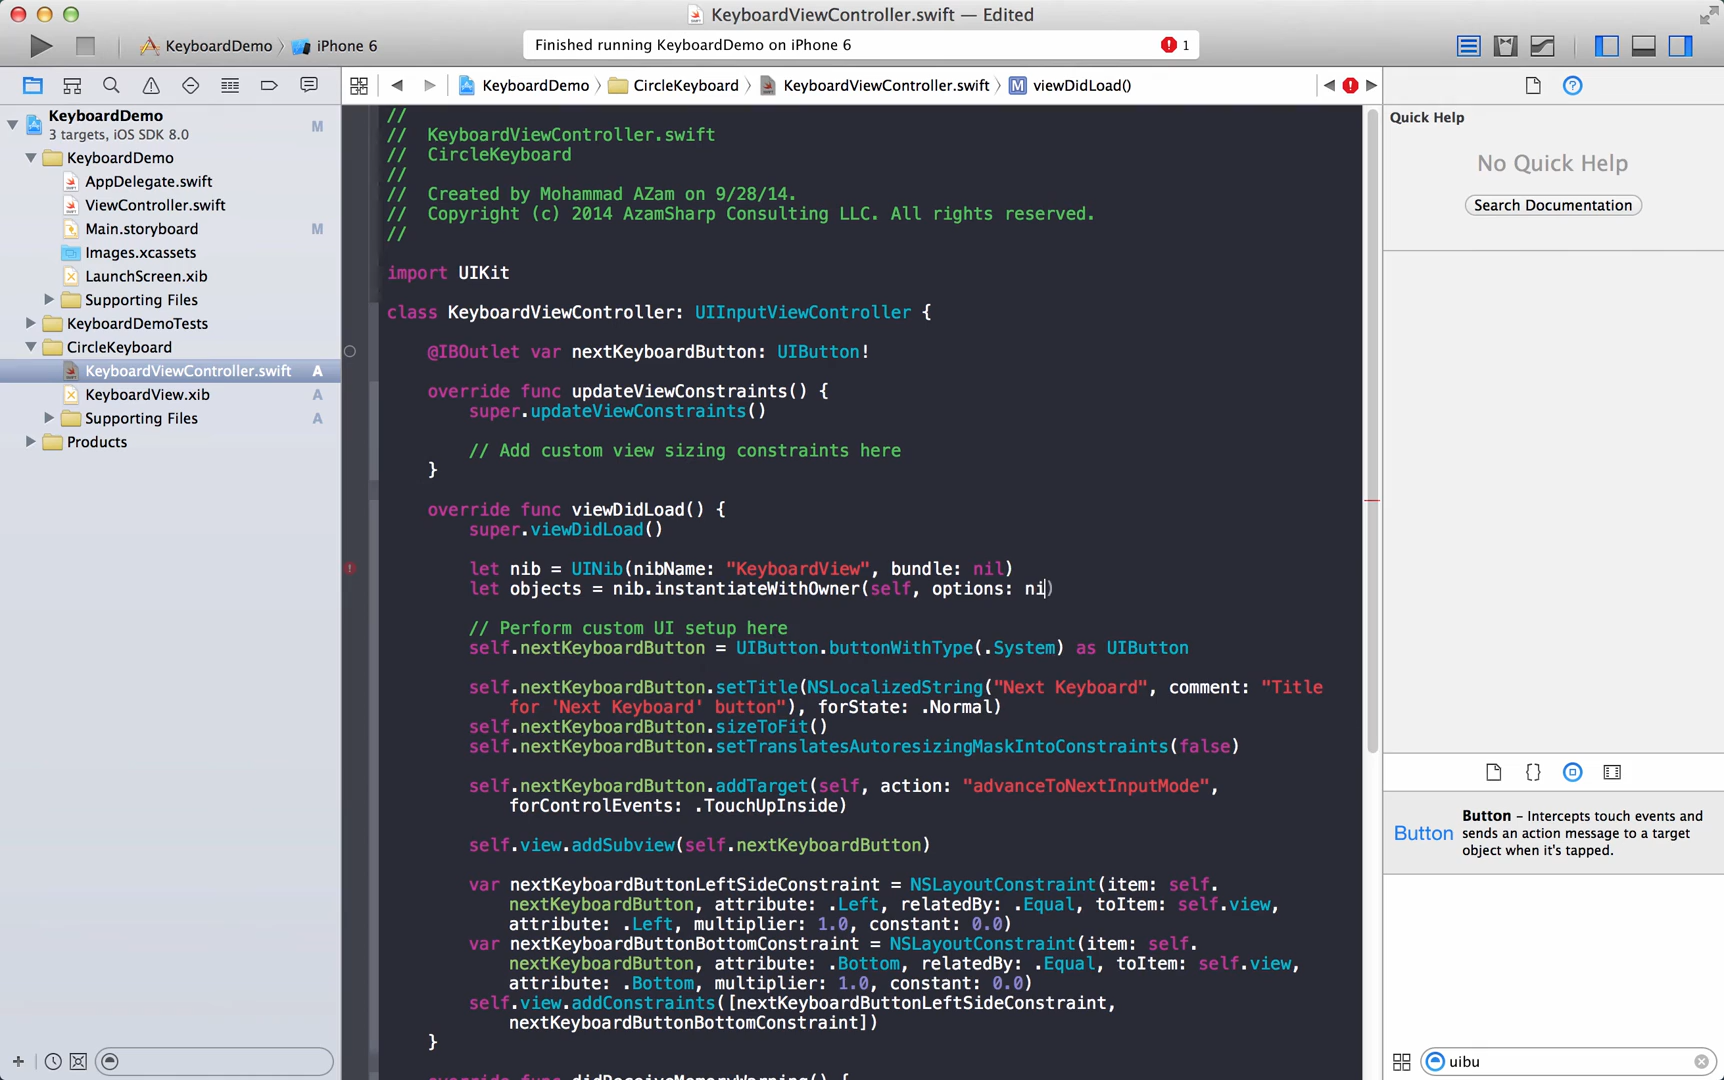 KeyboardViewController.swift — Edited
KeyboardDemo
iPhone 6
Finished running KeyboardDemo on iPhone 6
1
KeyboardDemo
CircleKeyboard
KeyboardViewController.swift
M
viewDidLoad()
KeyboardDemo
3 targets, iOS SDK 8.0
M
KeyboardDemo
AppDelegate.swift
ViewController.swift
Main.storyboard
M
Images.xcassets
LaunchScreen.xib
Supporting Files
KeyboardDemoTests
CircleKeyboard
KeyboardViewController.swift
A
KeyboardView.xib
A
Supporting Files
A
Products
//
// KeyboardViewController.swift
// CircleKeyboard
//
// Created by Mohammad AZam on 9/28/14.
// Copyright (c) 2014 AzamSharp Consulting LLC. All rights reserved.
//
import UIKit
class KeyboardViewController: UIInputViewController {
@IBOutlet var nextKeyboardButton: UIButton!
override func updateViewConstraints() {
super.updateViewConstraints()
// Add custom view sizing constraints here
}
override func viewDidLoad() {
super.viewDidLoad()
let nib = UINib(nibName: "KeyboardView", bundle: nil)
let objects = nib.instantiateWithOwner(self, options: ni)
// Perform custom UI setup here
self.nextKeyboardButton = UIButton.buttonWithType(.System) as UIButton
self.nextKeyboardButton.setTitle(NSLocalizedString("Next Keyboard", comment: "Title
for 'Next Keyboard' button"), forState: .Normal)
self.nextKeyboardButton.sizeToFit()
self.nextKeyboardButton.setTranslatesAutoresizingMaskIntoConstraints(false)
self.nextKeyboardButton.addTarget(self, action: "advanceToNextInputMode",
forControlEvents: .TouchUpInside)
self.view.addSubview(self.nextKeyboardButton)
var nextKeyboardButtonLeftSideConstraint = NSLayoutConstraint(item: self.
nextKeyboardButton, attribute: .Left, relatedBy: .Equal, toItem: self.view,
attribute: .Left, multiplier: 1.0, constant: 0.0)
var nextKeyboardButtonBottomConstraint = NSLayoutConstraint(item: self.
nextKeyboardButton, attribute: .Bottom, relatedBy: .Equal, toItem: self.view,
attribute: .Bottom, multiplier: 1.0, constant: 0.0)
self.view.addConstraints([nextKeyboardButtonLeftSideConstraint,
nextKeyboardButtonBottomConstraint])
}
override func didReceiveMemoryWarning() {
Quick Help
No Quick Help
Search Documentation
Button
Button – Intercepts touch events and
sends an action message to a target
object when it's tapped.
uibu